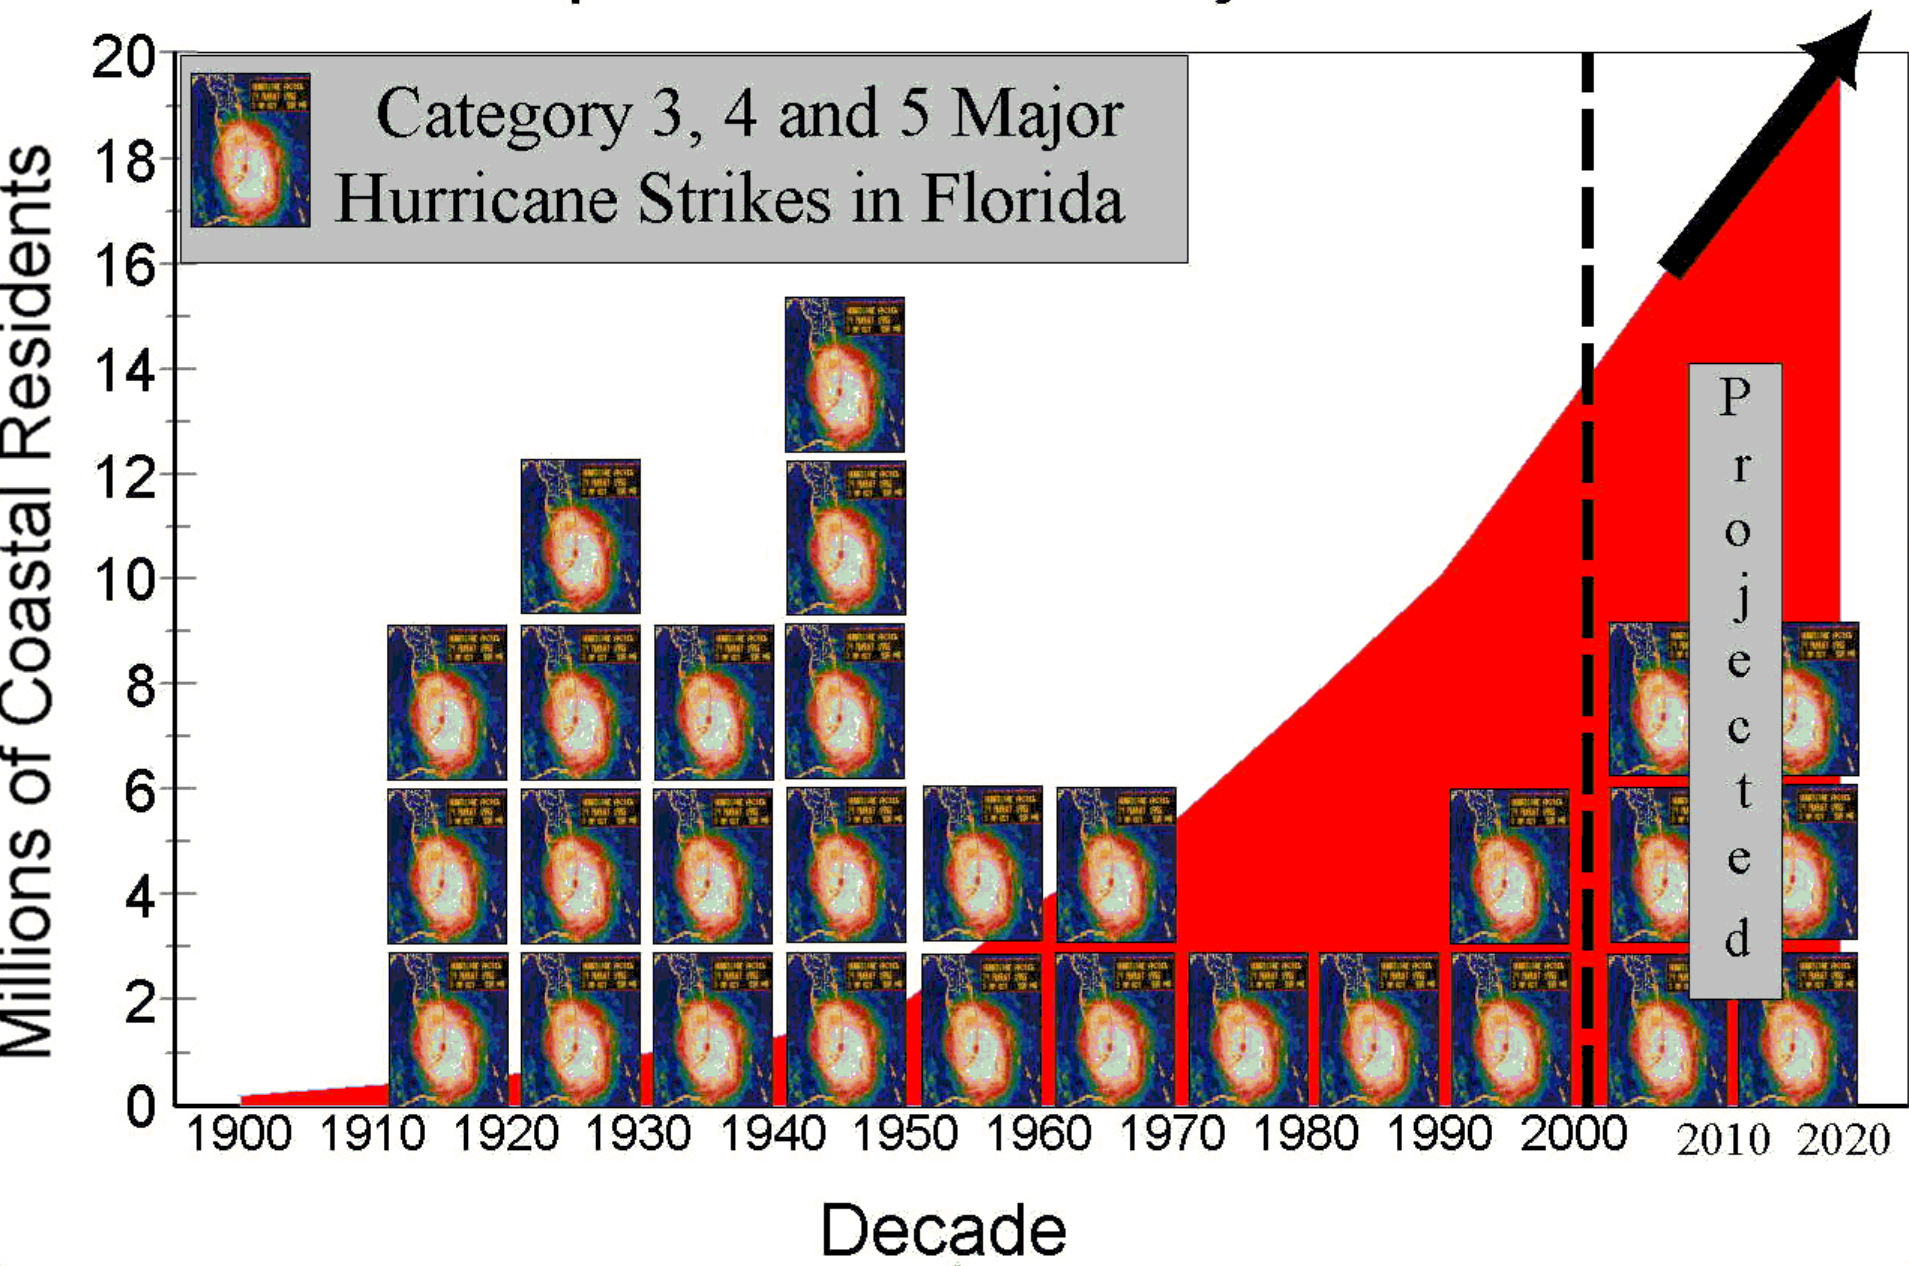 Category 3, 4 and 5 Major
Hurricane Strikes in Florida
Millions of Coastal Residents
20
18
16
14
12
10
8
6
4
2
0
Projected
1900 1910 1920 1930 1940 1950 1960 1970 1980 1990 2000 2010 2020
Decade